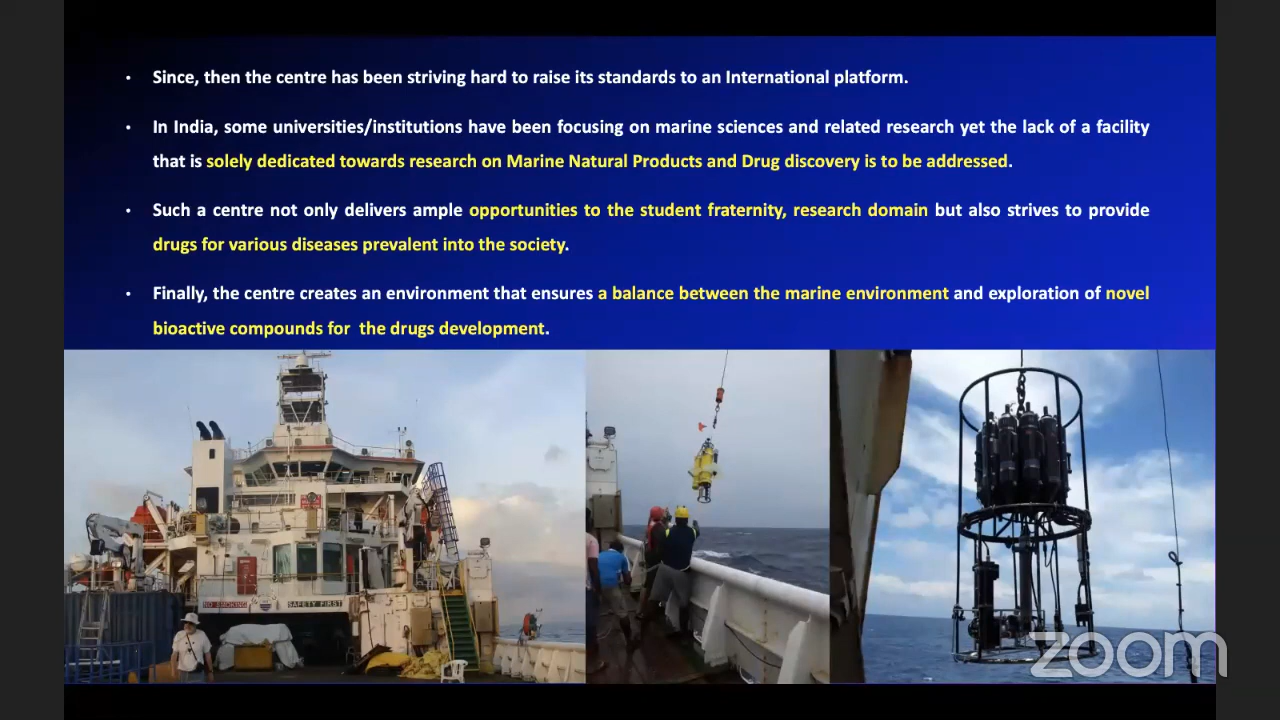 • Since, then the centre has been striving hard to raise its standards to an International platform.
• In India, some universities/institutions have been focusing on marine sciences and related research yet the lack of a facility
that is solely dedicated towards research on Marine Natural Products and Drug discovery is to be addressed.
• Such a centre not only delivers ample opportunities to the student fraternity, research domain but also strives to provide
drugs for various diseases prevalent into the society.
• Finally, the centre creates an environment that ensures a balance between the marine environment and exploration of novel
bioactive compounds for  the drugs development.
NO SMOKING
SAFETY FIRST
zoom